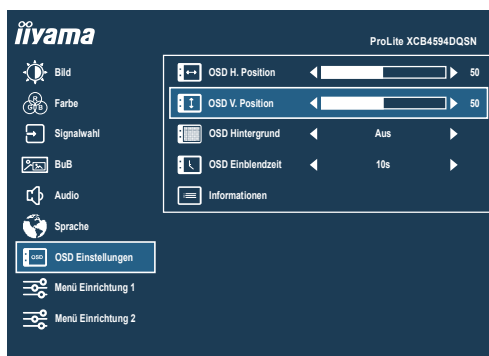 iiyama
ProLite XCB4594DQSN
Bild
Farbe
R
G B
Signalwahl
BuB
Audio
Sprache
OSD
OSD Einstellungen
Menü Einrichtung 1
Menü Einrichtung 2
OSD H. Position 50
OSD V. Position 50
OSD Hintergrund Aus
OSD Einblendzeit 10s
Informationen